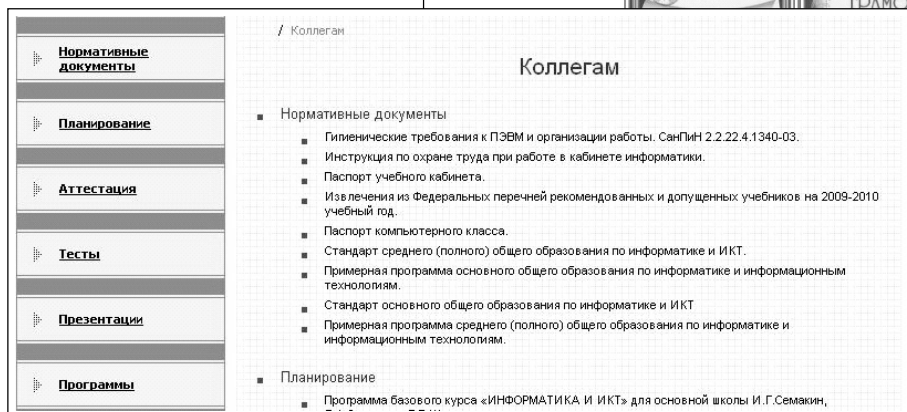 ГРАМО
/ Коллегам
Нормативные
документы
Планирование
Аттестация
Тесты
Презентации
Программы
Коллегам
Нормативные документы
Гигиенические требования к ПЭВМ и организации работы. СанПиН 2.2.22.4.1340-03.
Инструкция по охране труда при работе в кабинете информатики.
Паспорт учебного кабинета.
Извлечения из Федеральных перечней рекомендованных и допущенных учебников на 2009-2010
учебный год.
Паспорт компьютерного класса.
Стандарт среднего (полного) общего образования по информатике и ИКТ.
Примерная программа основного общего образования по информатике и информационным
технологиям.
Стандарт основного общего образования по информатике и ИКТ
Примерная программа среднего (полного) общего образования по информатике и
информационным технологиям.
Планирование
Программа базового курса «ИНФОРМАТИКА И ИКТ» для основной школы И.Г.Семакин,